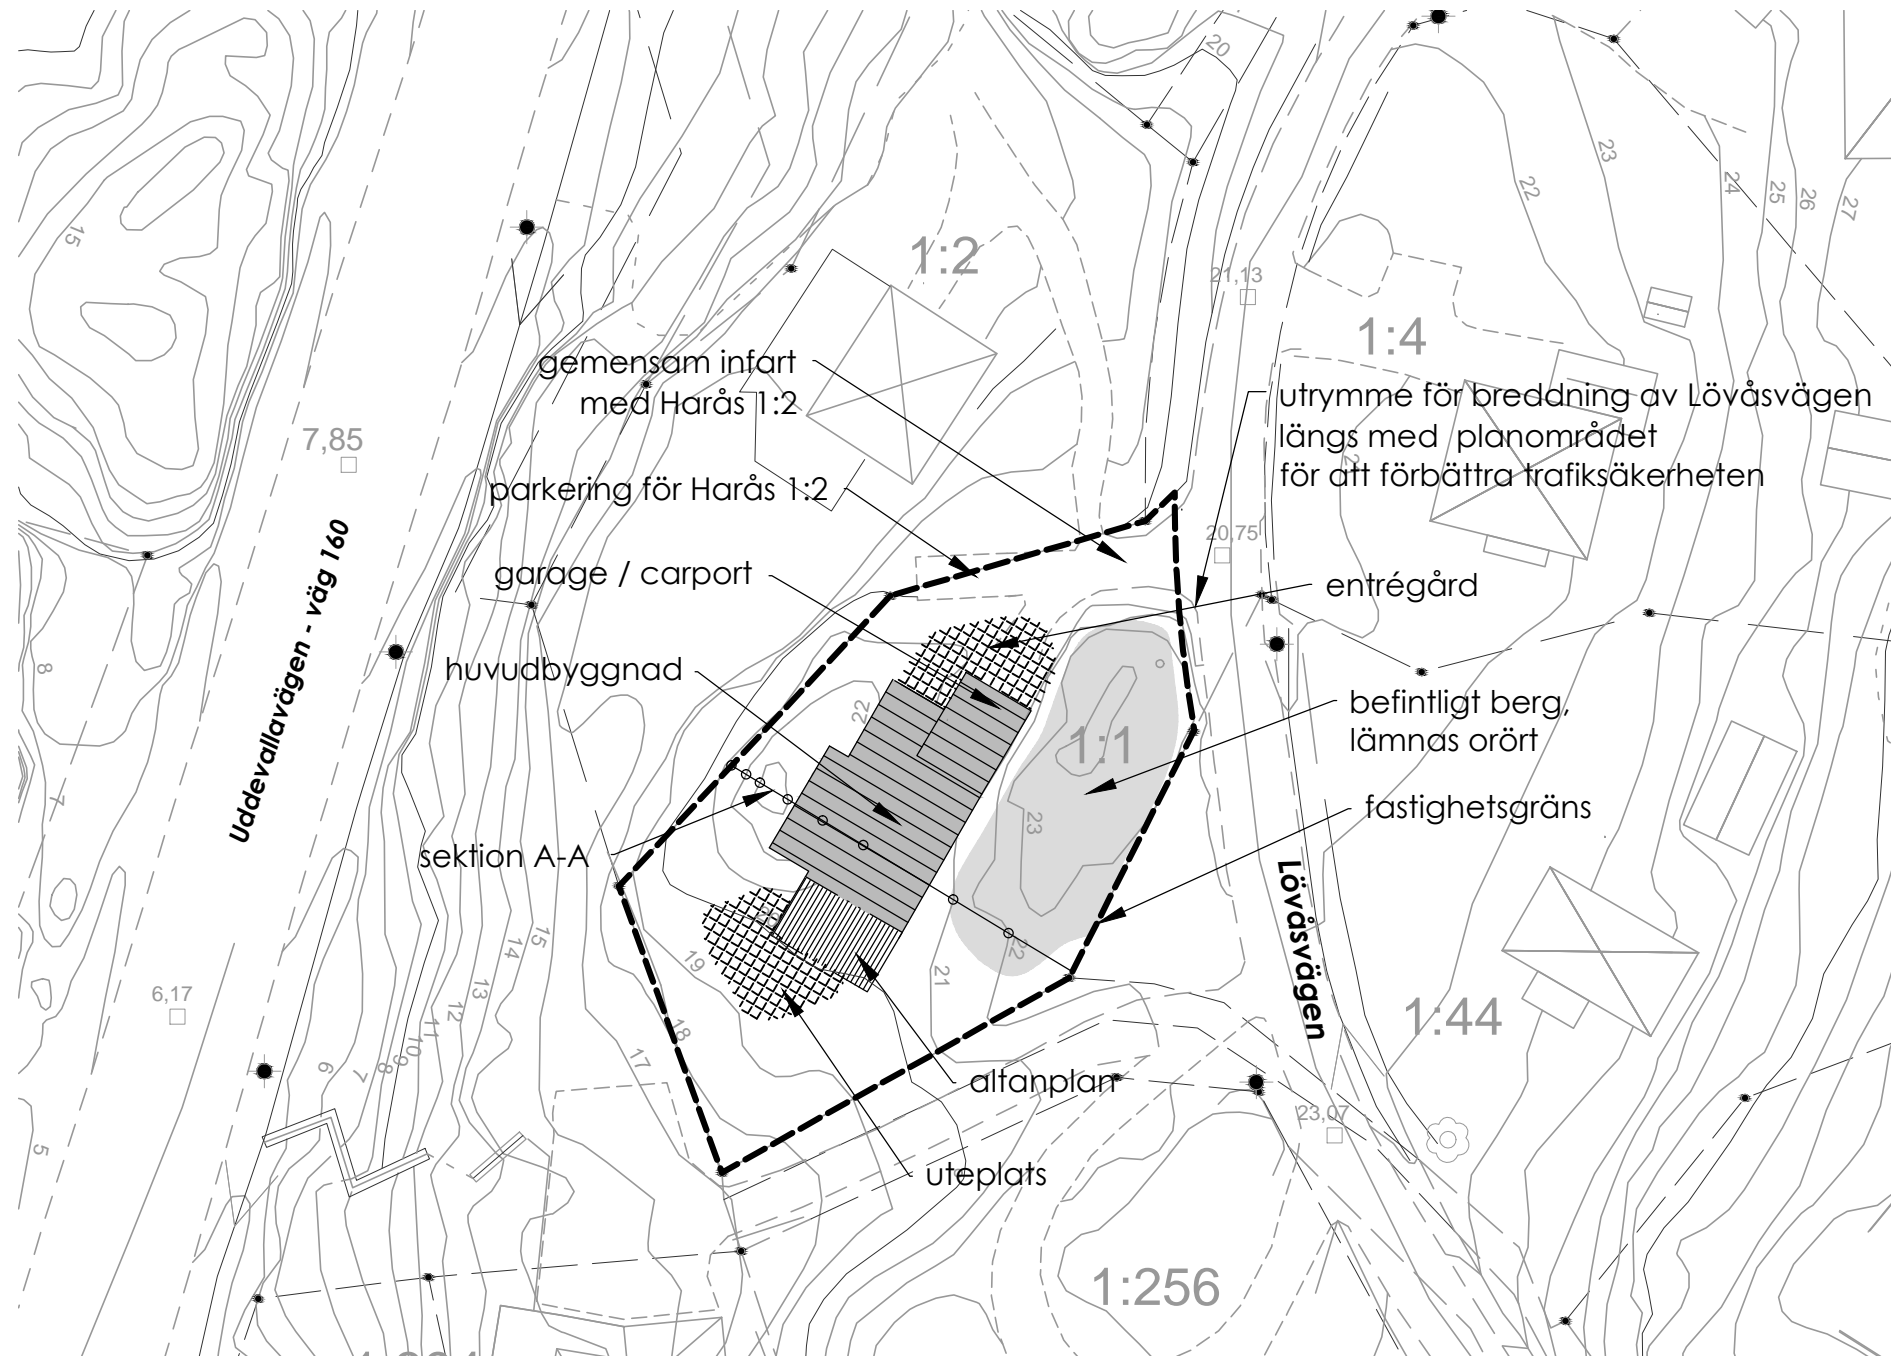 20
23
22
24
25
26
27
15
1:2
21,13
1:4
gemensam infart
med Harås 1:2
utrymme för breddning av Lövåsvägen
längs med planområdet
för att förbättra trafiksäkerheten
7,85
parkering för Harås 1:2
20,75
garage / carport
entrégård
Uddevallavägen - väg 160
8
huvudbyggnad
22
befintligt berg,
lämnas orört
1:1
7
23
fastighetsgräns
sektion A-A
Lövåsvägen
20
15
14
19
22
21
13
6,17
12
11
10
9
8
7
6
18
17
1:44
altanplan
23,07
5
uteplats
1:256